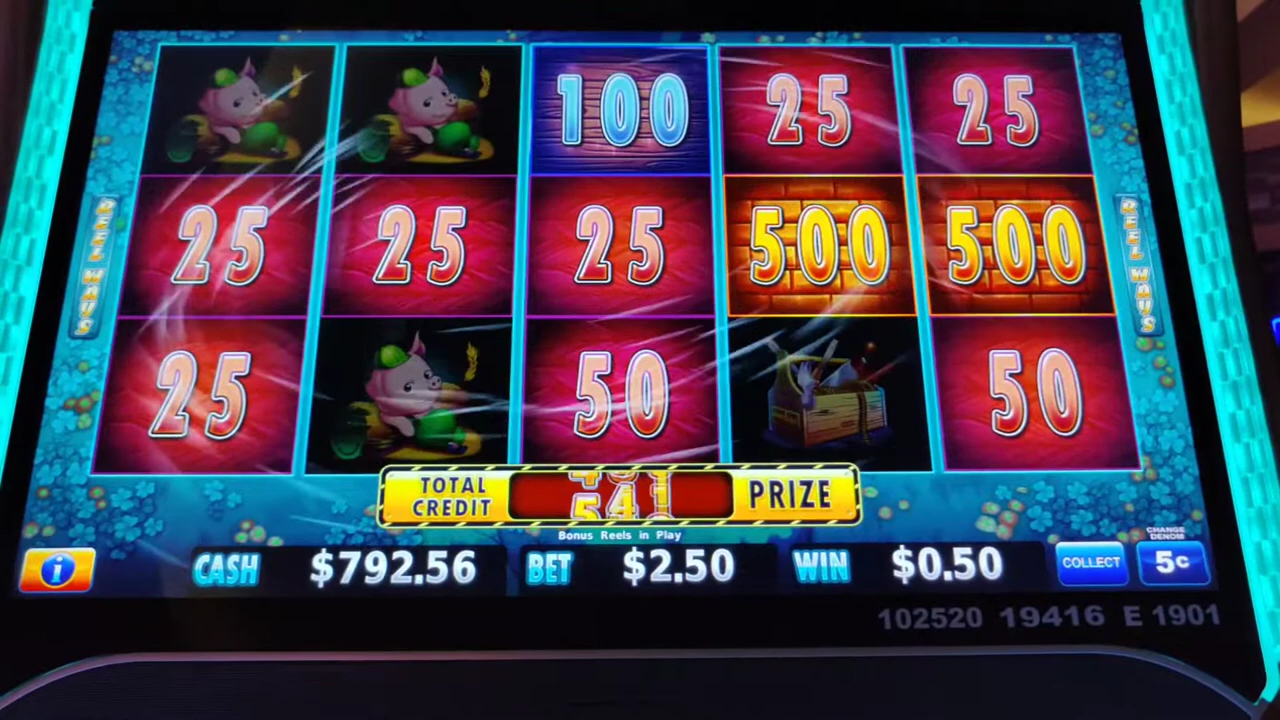 100 25 25
25 25 25 500 500
25 50 50
REEL WAYS
REEL WAYS
TOTAL CREDIT PRIZE
Bonus Reels in Play
CHANGE DENOM
i CASH $792.56 BET $2.50 WIN $0.50 COLLECT 5¢
102520 19416 E 1901